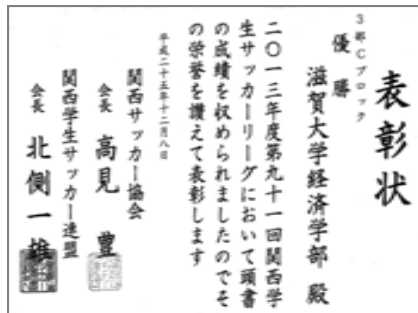 表彰状
3部Cブロック
優勝
滋賀大学経済学部 殿
二〇一三年度第九十一回関西学
生サッカーリーグにおいて頭書
の成績を収められましたのでそ
の栄誉を讃えて表彰します
平成二十五年十二月八日
関西サッカー協会
会長 高見 豊
関西学生サッカー連盟
会長 北側一雄